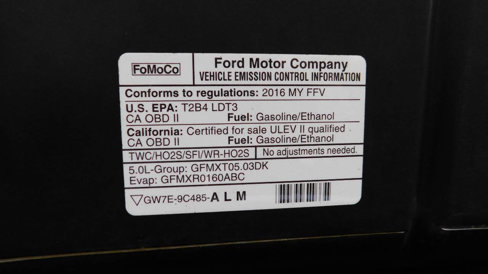 FoMoCo
Ford Motor Company
VEHICLE EMISSION CONTROL INFORMATION
Conforms to regulations: 2016 MY FFV
U.S. EPA: T2B4 LDT3
CA OBD II Fuel: Gasoline/Ethanol
California: Certified for sale ULEV II qualified
CA OBD II Fuel: Gasoline/Ethanol
TWC/HO2S/SFI/WR-HO2S No adjustments needed.
5.0L-Group: GFMXT05.03DK
Evap: GFMXR0160ABC
GW7E-9C485-ALM